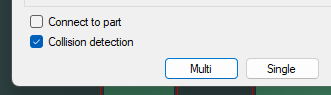 Connect to part
Collision detection
Multi Single